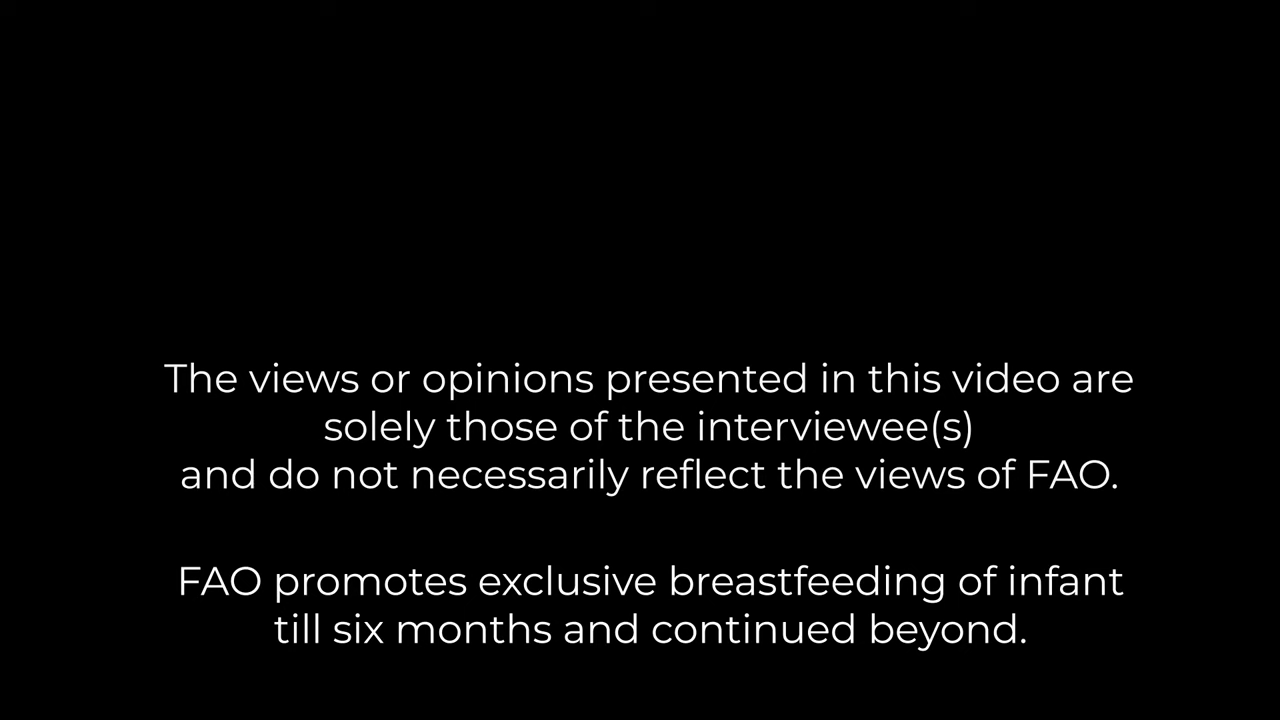 The views or opinions presented in this video are
solely those of the interviewee(s)
and do not necessarily reflect the views of FAO.
FAO promotes exclusive breastfeeding of infant
till six months and continued beyond.